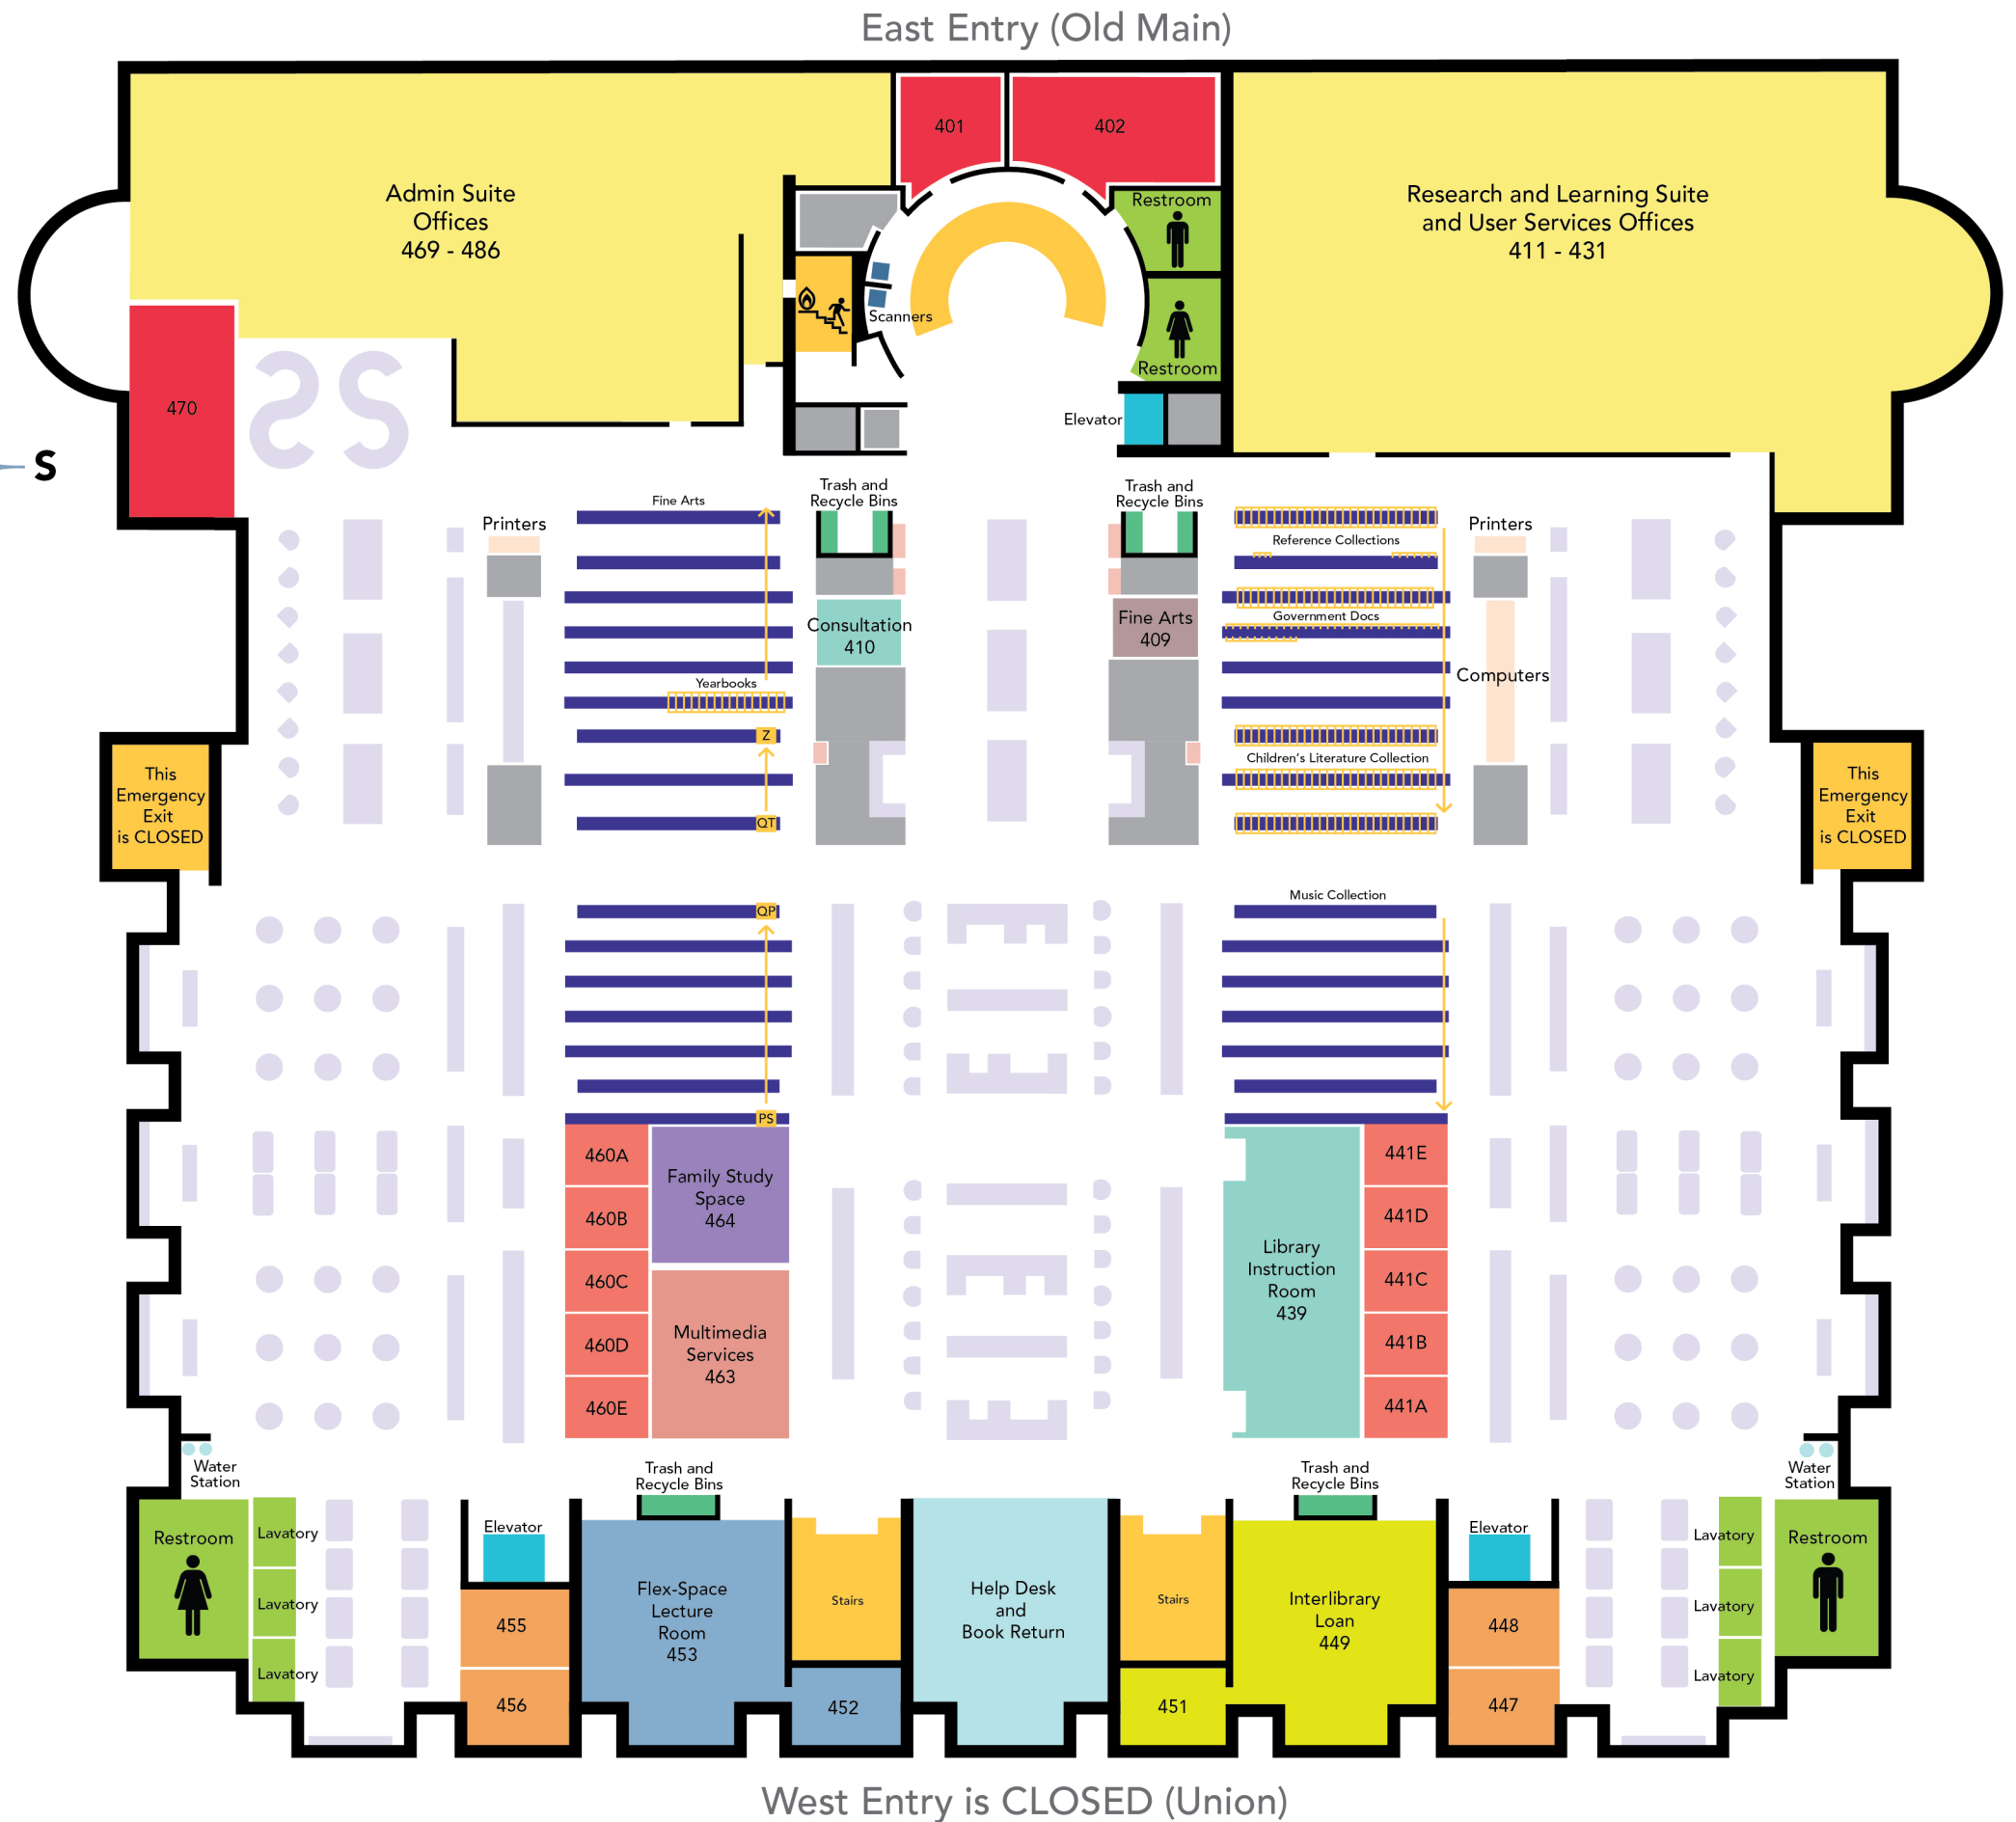 East Entry (Old Main)
401
402
Admin Suite
Offices
469 - 486
Restroom
Research and Learning Suite
and User Services Offices
411 - 431
Scanners
Restroom
470
Elevator
S
Trash and
Recycle Bins
Trash and
Recycle Bins
Fine Arts
Printers
Printers
Reference Collections
Consultation
410
Fine Arts
409
Government Docs
Computers
Yearbooks
Z
Children's Literature Collection
QT
This
Emergency
Exit
is CLOSED
This
Emergency
Exit
is CLOSED
Music Collection
QP
PS
460A
460B
460C
460D
460E
Family Study
Space
464
Multimedia
Services
463
Library
Instruction
Room
439
441E
441D
441C
441B
441A
Water
Station
Trash and
Recycle Bins
Trash and
Recycle Bins
Water
Station
Restroom
Lavatory
Lavatory
Lavatory
Elevator
455
456
Flex-Space
Lecture
Room
453
Stairs
452
Help Desk
and
Book Return
Stairs
451
Interlibrary
Loan
449
Elevator
448
447
Lavatory
Lavatory
Lavatory
Restroom
West Entry is CLOSED (Union)